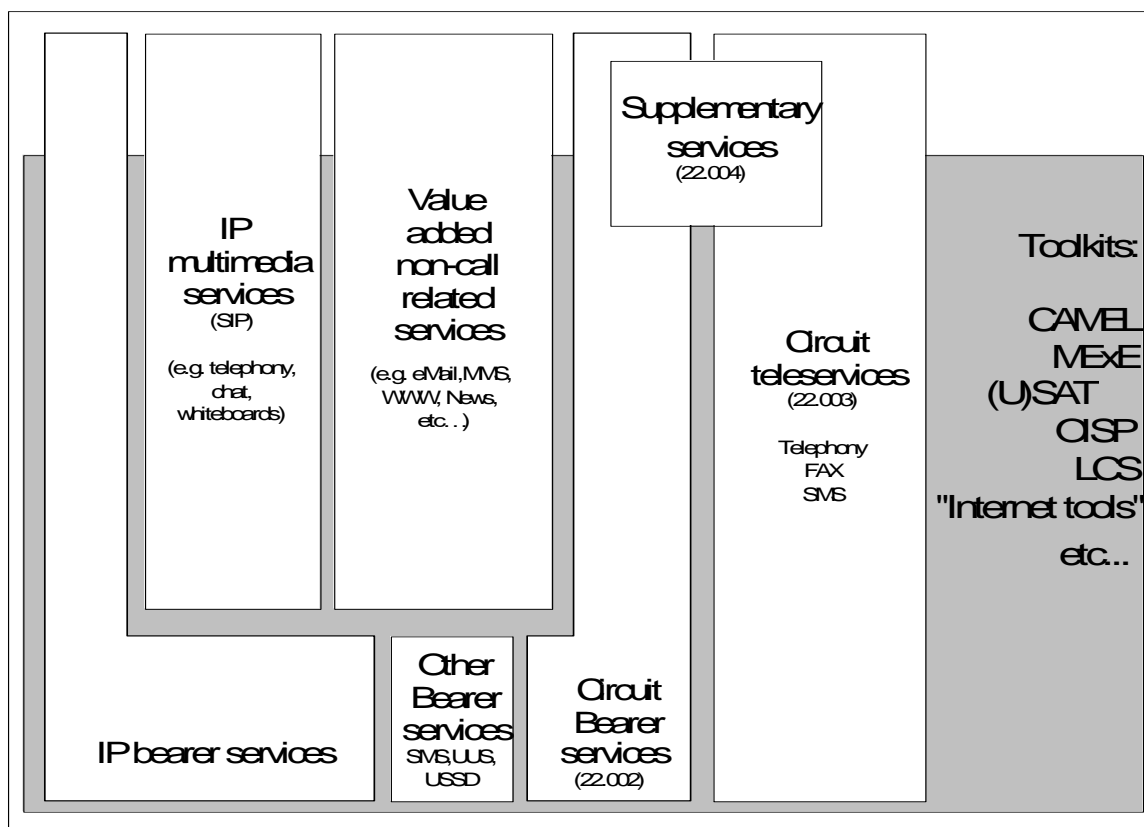 Supplementary
services
(22.004)
IP
multimedia
services
(SIP)
(e.g. telephony,
chat,
whiteboards)
Value
added
non-call
related
services
(e.g. eMail,MMS,
WWW, News,
etc...)
Circuit
teleservices
(22.003)
Telephony
FAX
SMS
Toolkits:
CAMEL
MExE
(U)SAT
OISP
LCS
"Internet tools"
etc...
IP bearer services
Other
Bearer
services
SMS,UUS,
USSD
Circuit
Bearer
services
(22.002)